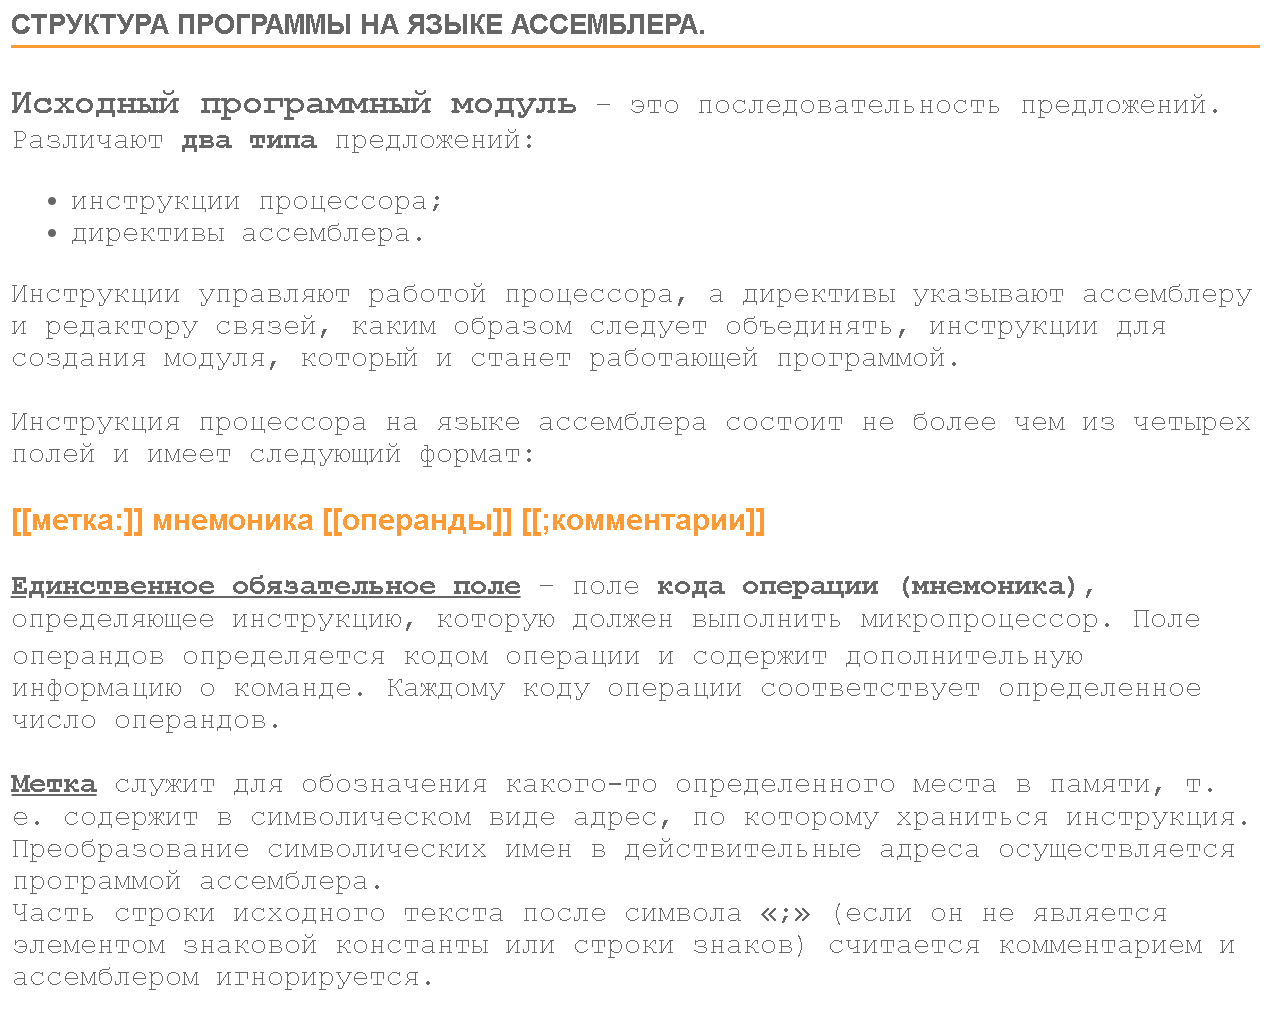 СТРУКТУРА ПРОГРАММЫ НА ЯЗЫКЕ АССЕМБЛЕРА.
Исходный программный модуль – это последовательность предложений.
Различают два типа предложений:
• инструкции процессора;
• директивы ассемблера.
Инструкции управляют работой процессора, а директивы указывают ассемблеру
и редактору связей, каким образом следует объединять, инструкции для
создания модуля, который и станет работающей программой.
Инструкция процессора на языке ассемблера состоит не более чем из четырех
полей и имеет следующий формат:
[[метка:]] мнемоника [[операнды]] [[;комментарии]]
Единственное обязательное поле – поле кода операции (мнемоника),
определяющее инструкцию, которую должен выполнить микропроцессор. Поле
операндов определяется кодом операции и содержит дополнительную
информацию о команде. Каждому коду операции соответствует определенное
число операндов.
Метка служит для обозначения какого-то определенного места в памяти, т.
е. содержит в символическом виде адрес, по которому храниться инструкция.
Преобразование символических имен в действительные адреса осуществляется
программой ассемблера.
Часть строки исходного текста после символа «;» (если он не является
элементом знаковой константы или строки знаков) считается комментарием и
ассемблером игнорируется.